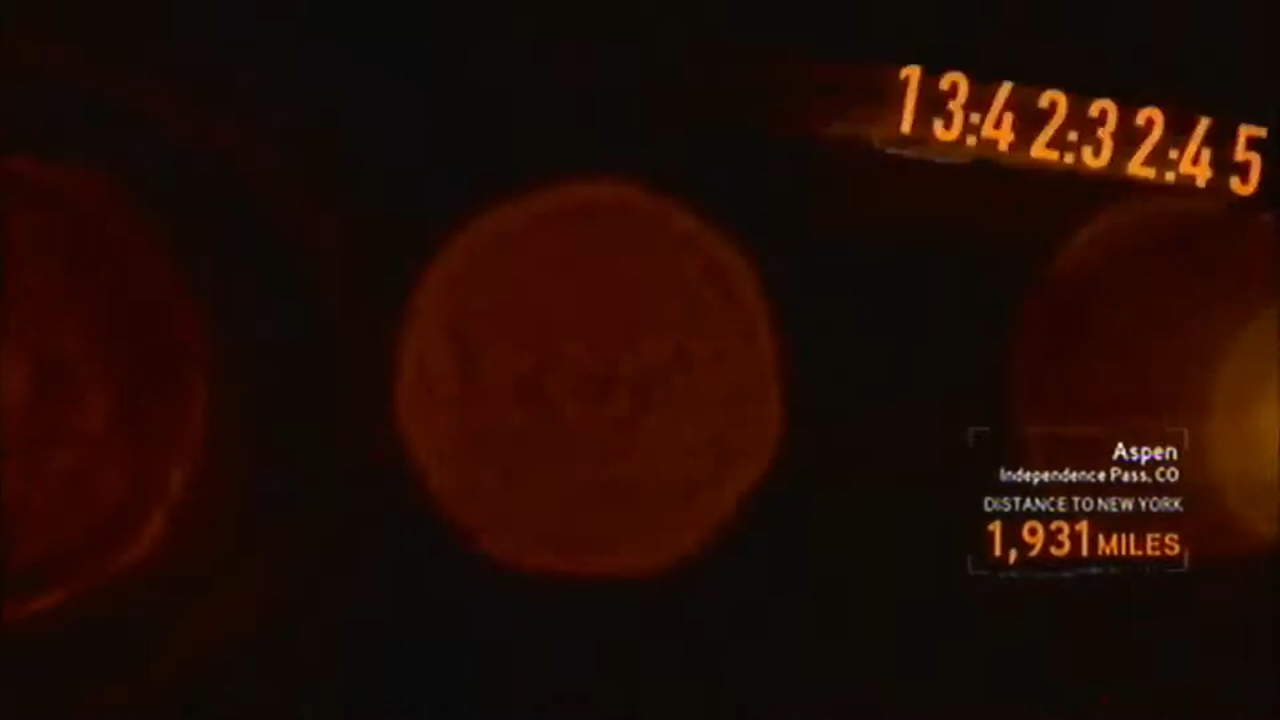 13:42:32:45
Aspen
Independence Pass, CO
DISTANCE TO NEW YORK
1,931 MILES